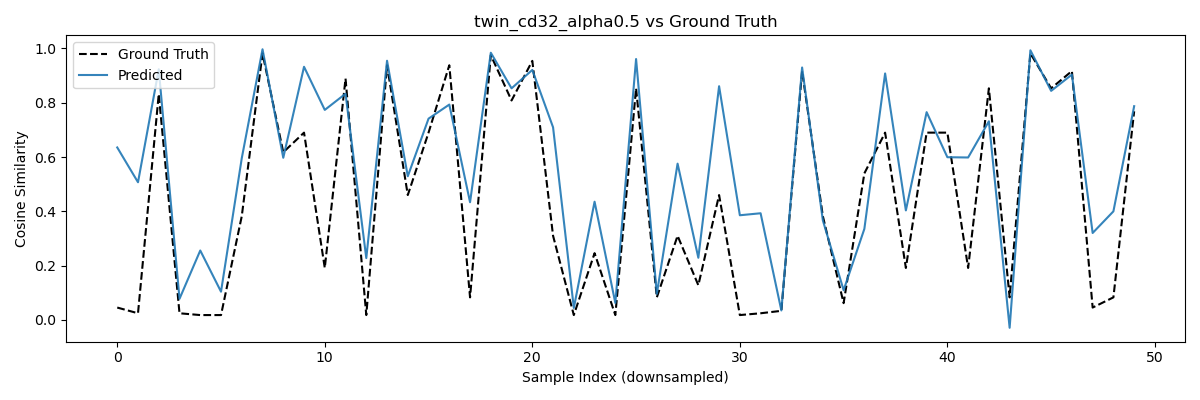 twin_cd32_alpha0.5 vs Ground Truth
Ground Truth
Predicted
Cosine Similarity
1.0
0.8
0.6
0.4
0.2
0.0
0 10 20 30 40 50
Sample Index (downsampled)